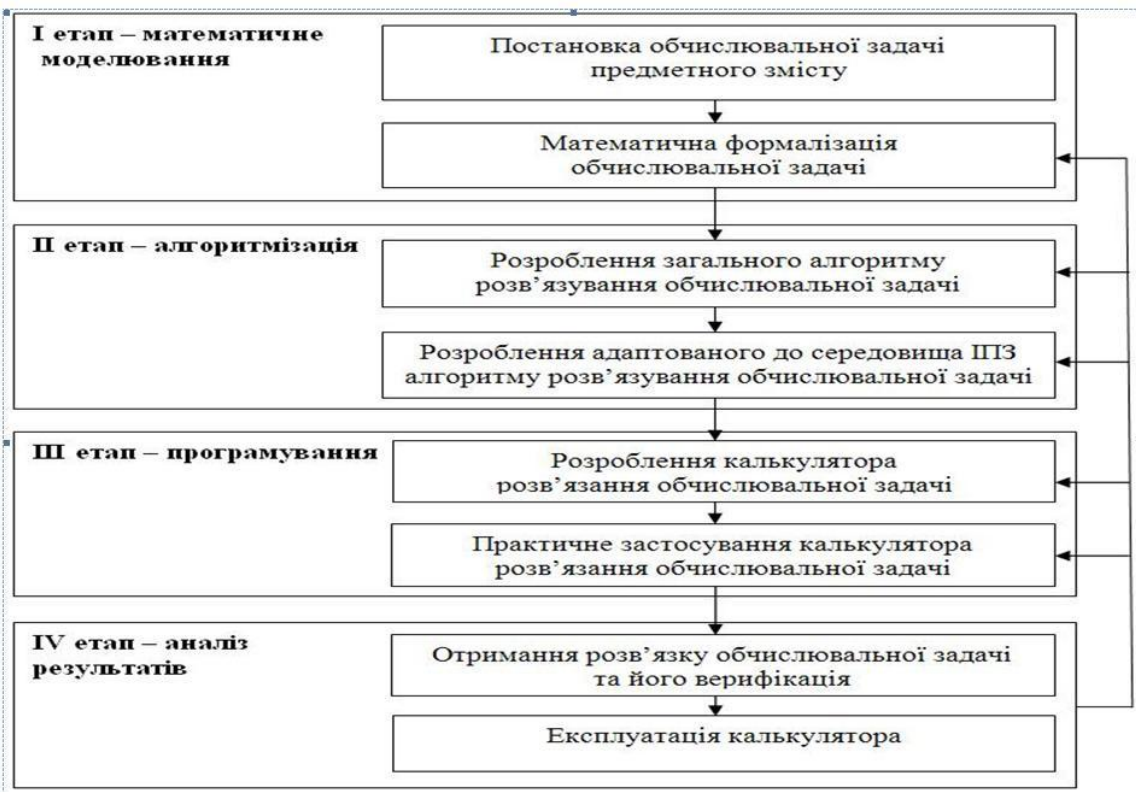 I етап – математичне
моделювання
Постановка обчислювальної задачі
предметного змісту
Математична формалізація
обчислювальної задачі
II етап – алгоритмізація
Розроблення загального алгоритму
розв’язування обчислювальної задачі
Розроблення адаптованого до середовища ІПЗ
алгоритму розв’язування обчислювальної задачі
III етап – програмування
Розроблення калькулятора
розв’язання обчислювальної задачі
Практичне застосування калькулятора
розв’язання обчислювальної задачі
IV етап – аналіз
результатів
Отримання розв’язку обчислювальної задачі
та його верифікація
Експлуатація калькулятора